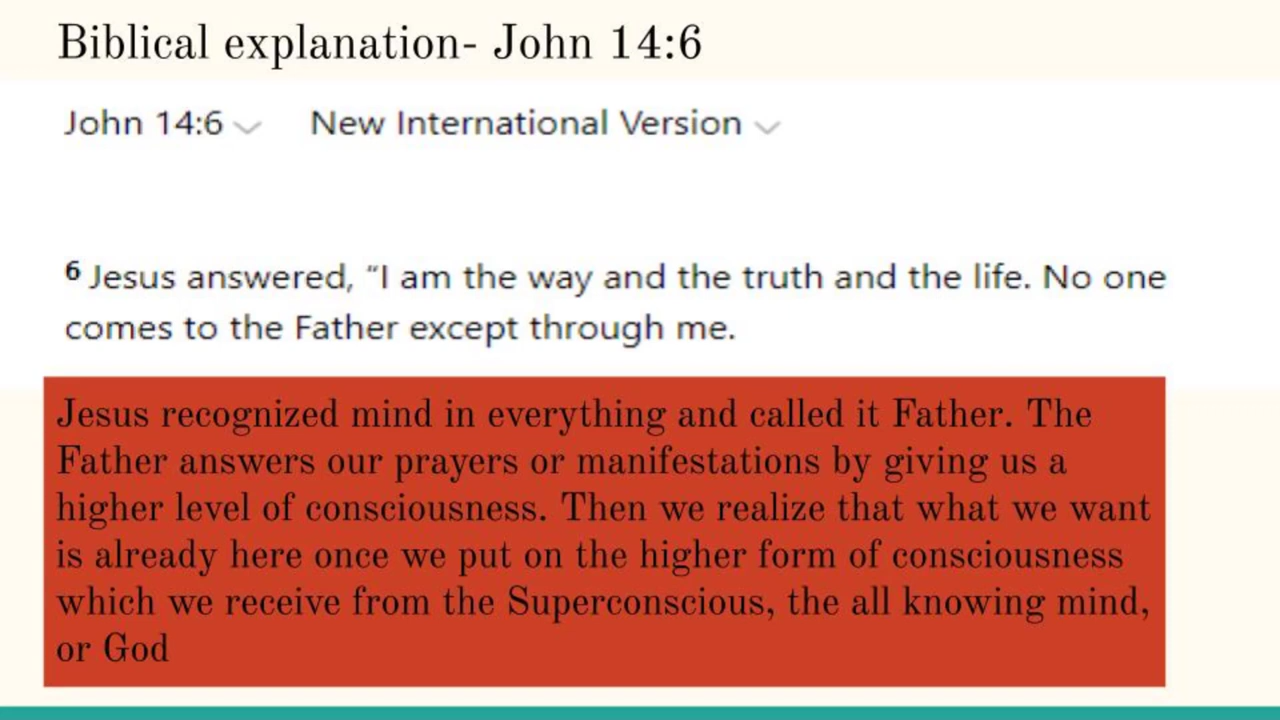 Biblical explanation- John 14:6
John 14:6 New International Version
6 Jesus answered, “I am the way and the truth and the life. No one
comes to the Father except through me.
Jesus recognized mind in everything and called it Father. The
Father answers our prayers or manifestations by giving us a
higher level of consciousness. Then we realize that what we want
is already here once we put on the higher form of consciousness
which we receive from the Superconscious, the all knowing mind,
or God